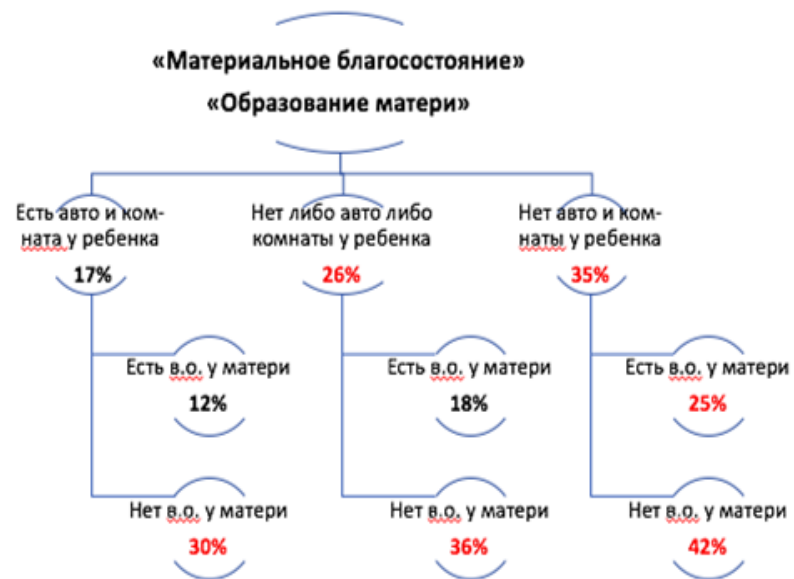 «Материальное благосостояние»
«Образование матери»
Есть авто и ком-
ната у ребенка
17%
Нет либо авто либо
комнаты у ребенка
26%
Нет авто и ком-
наты у ребенка
35%
Есть в.о. у матери
12%
Есть в.о. у матери
18%
Есть в.о. у матери
25%
Нет в.о. у матери
30%
Нет в.о. у матери
36%
Нет в.о. у матери
42%